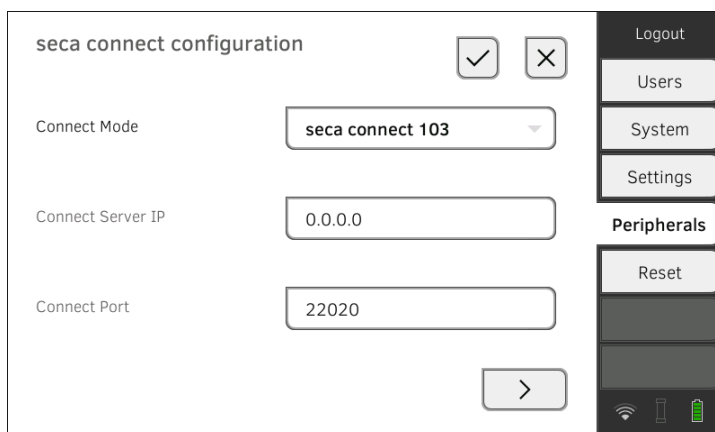 seca connect configuration
Connect Mode
seca connect 103
Connect Server IP
0.0.0.0
Connect Port
22020
Logout
Users
System
Settings
Peripherals
Reset